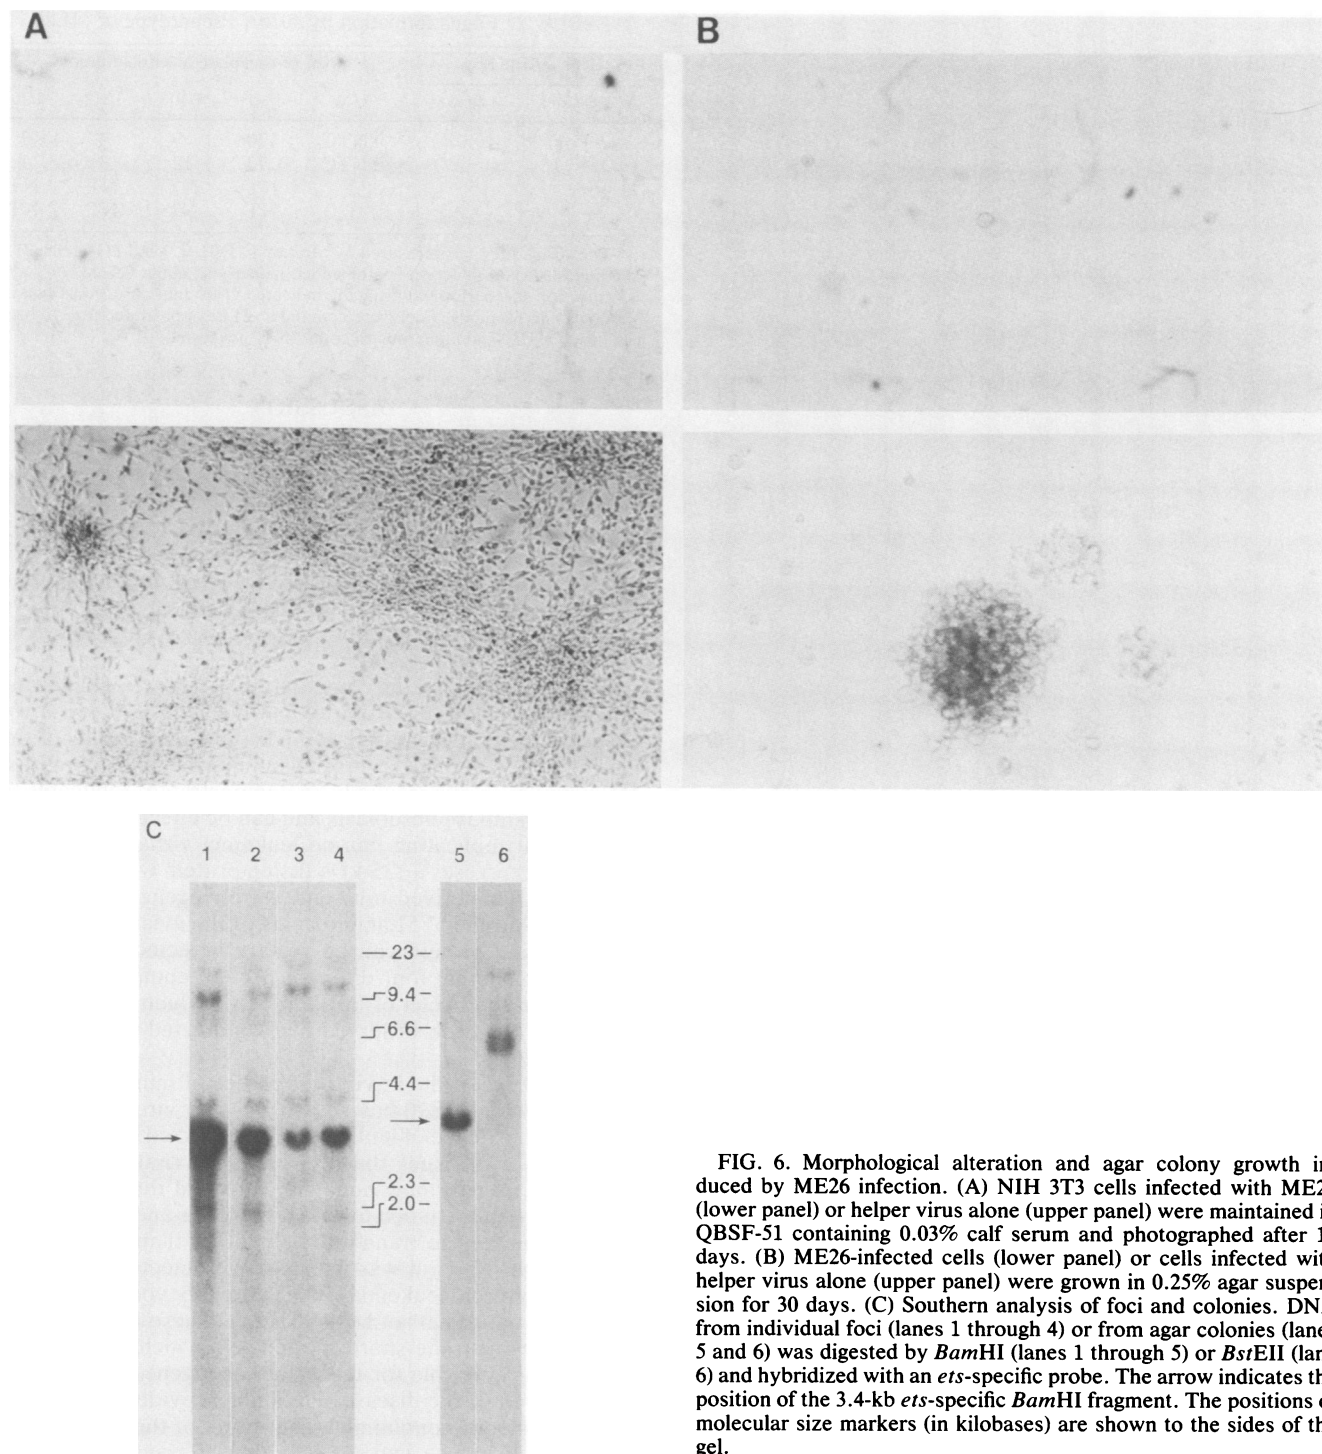 A
B
C
1 2 3 4 5 6
23
9.4
6.6
4.4
2.3
2.0
FIG. 6. Morphological alteration and agar colony growth in
duced by ME26 infection. (A) NIH 3T3 cells infected with ME2
(lower panel) or helper virus alone (upper panel) were maintained i
QBSF-51 containing 0.03% calf serum and photographed after 1
days. (B) ME26-infected cells (lower panel) or cells infected wit
helper virus alone (upper panel) were grown in 0.25% agar suspen
sion for 30 days. (C) Southern analysis of foci and colonies. DN
from individual foci (lanes 1 through 4) or from agar colonies (lane
5 and 6) was digested by BamHI (lanes 1 through 5) or BstEII (lan
6) and hybridized with an ets-specific probe. The arrow indicates th
position of the 3.4-kb ets-specific BamHI fragment. The positions o
molecular size markers (in kilobases) are shown to the sides of th
gel.